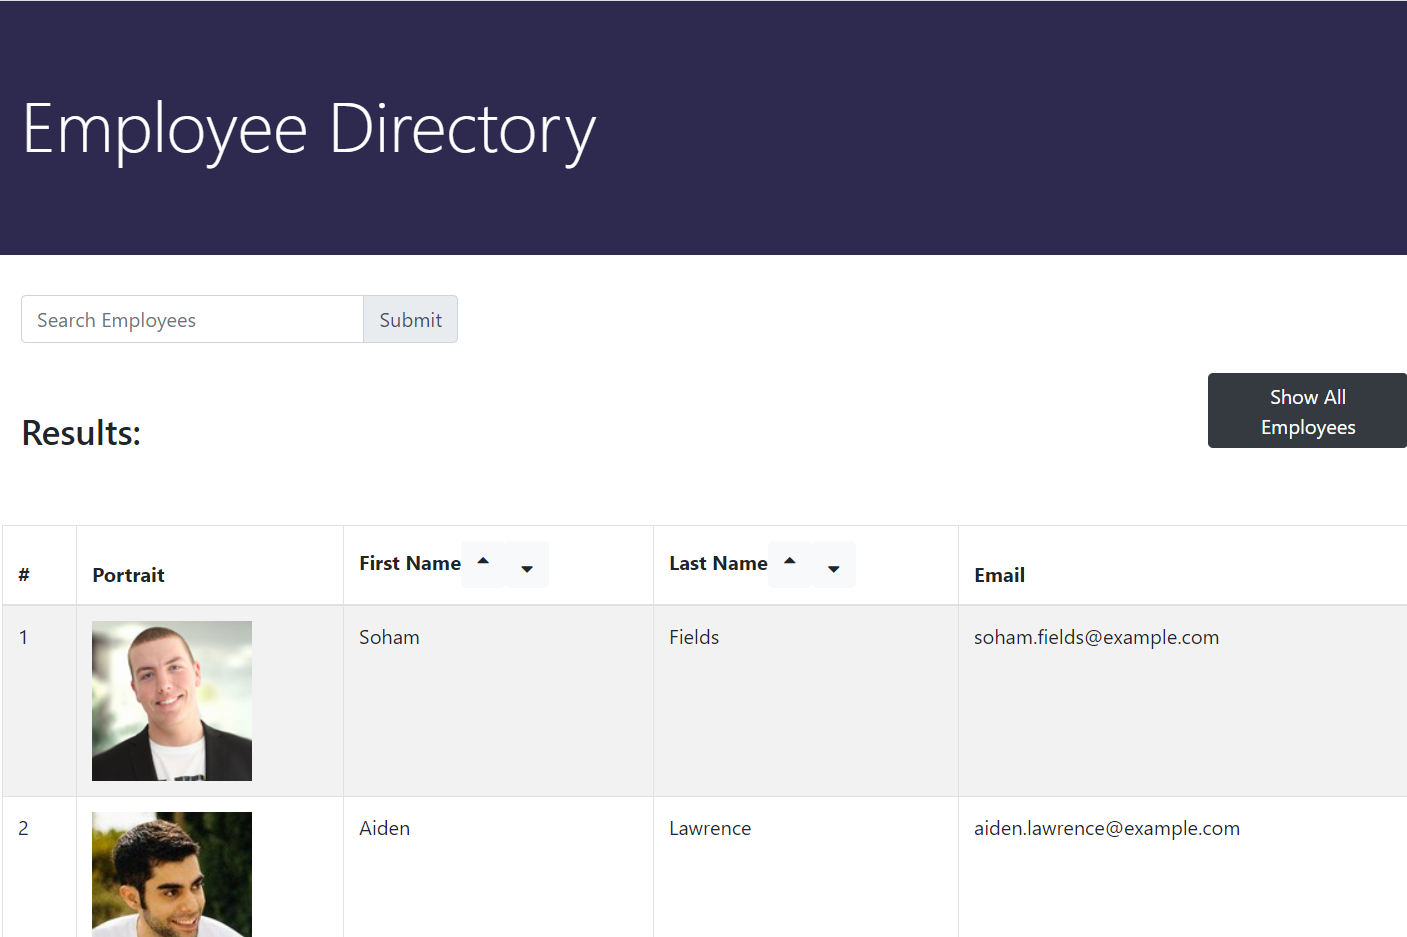 Employee Directory
Search Employees Submit
Show All
Employees
Results:
# Portrait First Name Last Name Email
1 Soham Fields soham.fields@example.com
2 Aiden Lawrence aiden.lawrence@example.com